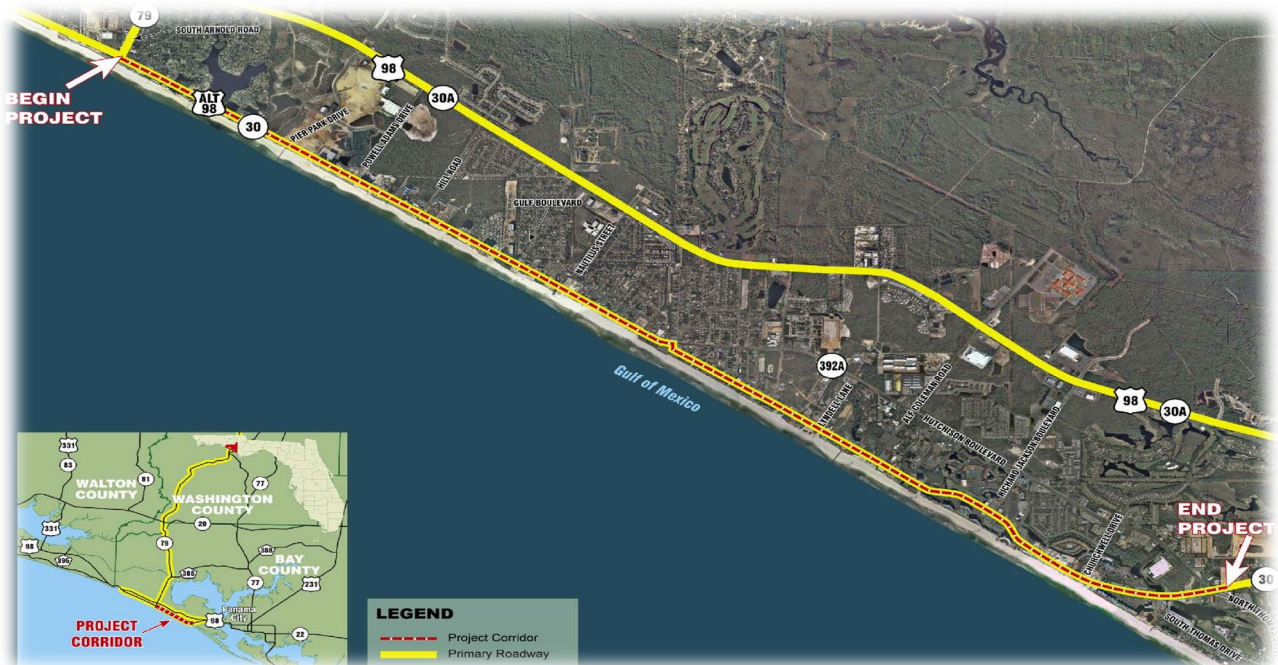 79
SOUTH ARNOLD ROAD
BEGIN
PROJECT
ALT
98
30
PIER PARK DRIVE
POWELL ADAMS DRIVE
98
30A
HILL ROAD
GULF BOULEVARD
NAUTILUS STREET
Gulf of Mexico
392A
LYNDELL LANE
ALF COLEMAN ROAD
HUTCHISON BOULEVARD
RICHARD JACKSON BOULEVARD
98
30A
CHURCHWELL DRIVE
END
PROJECT
30
SOUTH THOMAS DRIVE
331
83
WALTON
COUNTY
81
77
WASHINGTON
COUNTY
20
331
98
395
79
388
BAY
COUNTY
388
77
231
Panama
City
98
22
PROJECT
CORRIDOR
LEGEND
Project Corridor
Primary Roadway